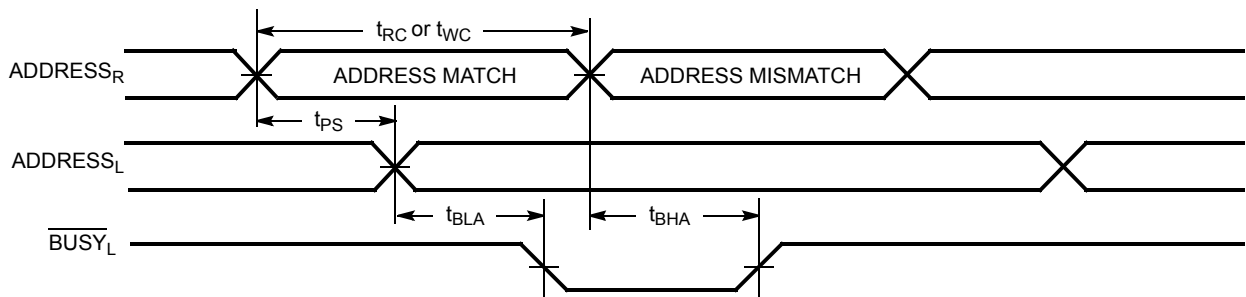 tRC or tWC
ADDRESSR
ADDRESS MATCH
ADDRESS MISMATCH
tPS
ADDRESSL
tBLA
tBHA
BUSYL